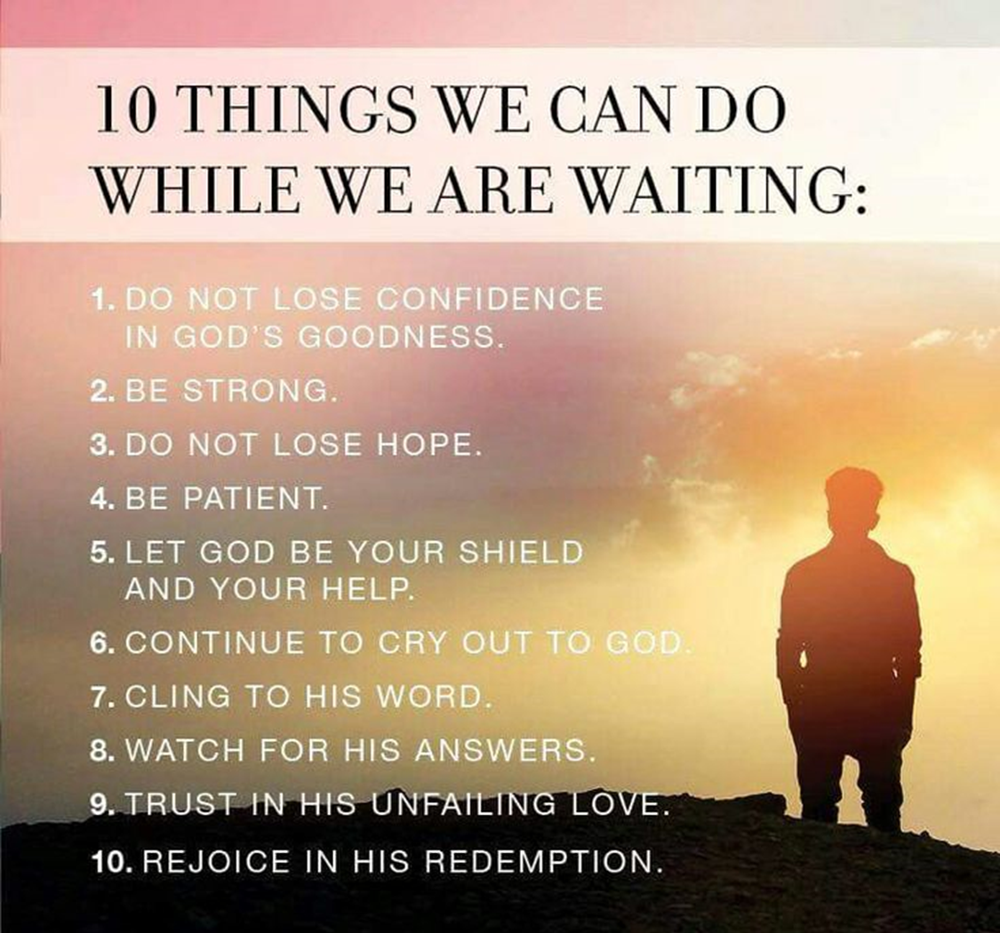 10 THINGS WE CAN DO
WHILE WE ARE WAITING:
1. DO NOT LOSE CONFIDENCE
IN GOD'S GOODNESS.
2. BE STRONG.
3. DO NOT LOSE HOPE.
4. BE PATIENT.
5. LET GOD BE YOUR SHIELD
AND YOUR HELP.
6. CONTINUE TO CRY OUT TO GOD.
7. CLING TO HIS WORD.
8. WATCH FOR HIS ANSWERS.
9. TRUST IN HIS UNFAILING LOVE.
10. REJOICE IN HIS REDEMPTION.